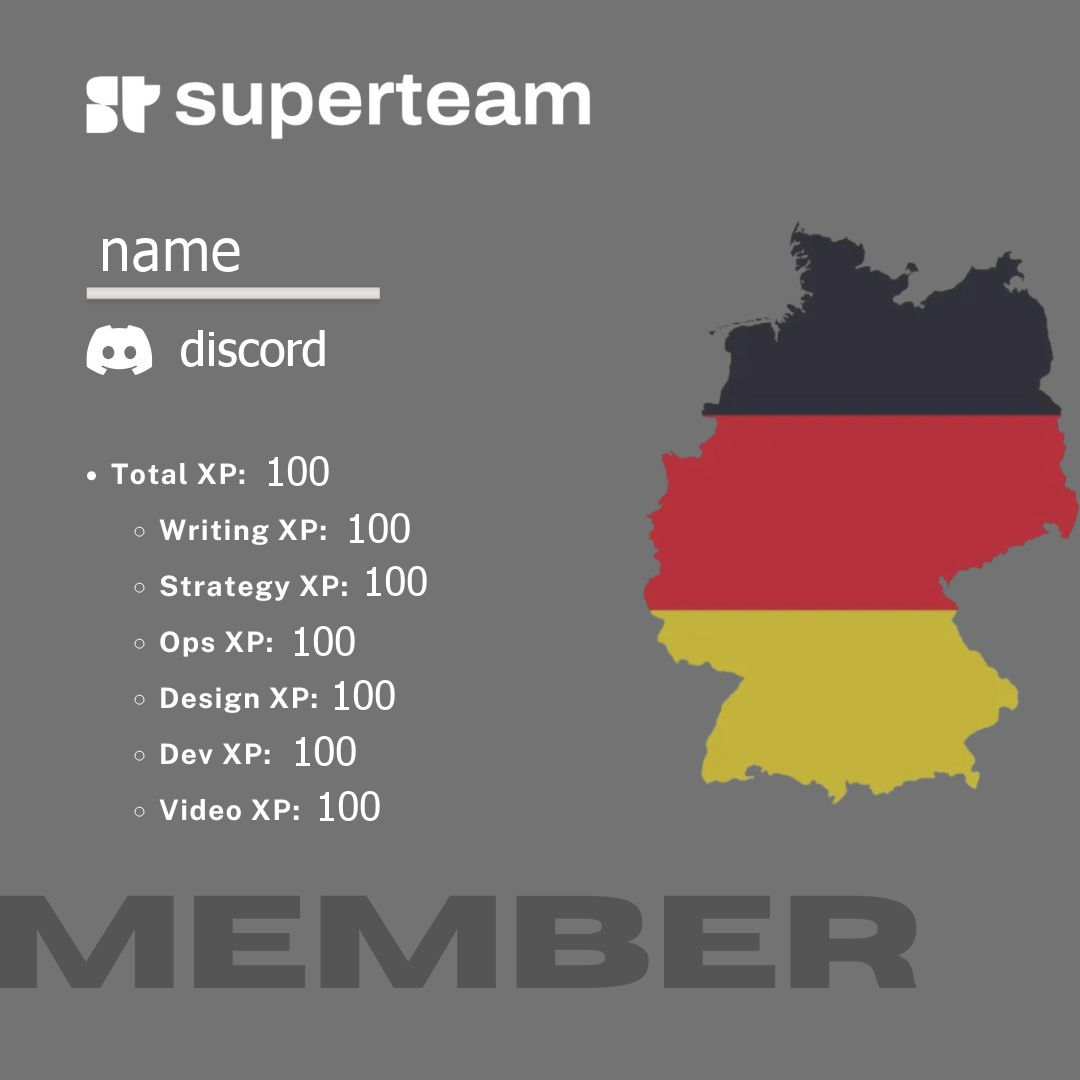 st superteam
name
discord
• Total XP: 100
○ Writing XP: 100
○ Strategy XP: 100
○ Ops XP: 100
○ Design XP: 100
○ Dev XP: 100
○ Video XP: 100
MEMBER